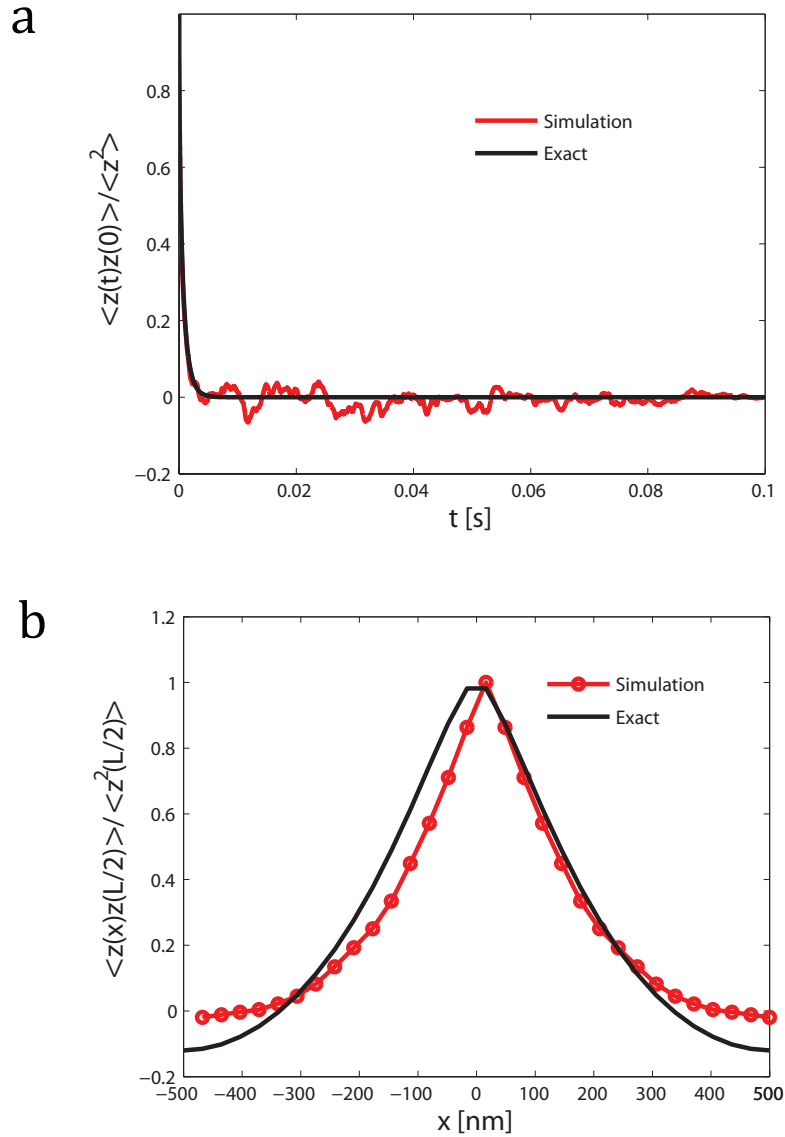 a
<z(t)z(0)>/<z²>
0.8
0.6
0.4
0.2
0
−0.2
Simulation
Exact
0 0.02 0.04 0.06 0.08 0.1
t [s]
b
<z(x)z(L/2)>/<z²(L/2)>
1.2
1
0.8
0.6
0.4
0.2
0
−0.2
Simulation
Exact
−500 −400 −300 −200 −100 0 100 200 300 400 500
x [nm]